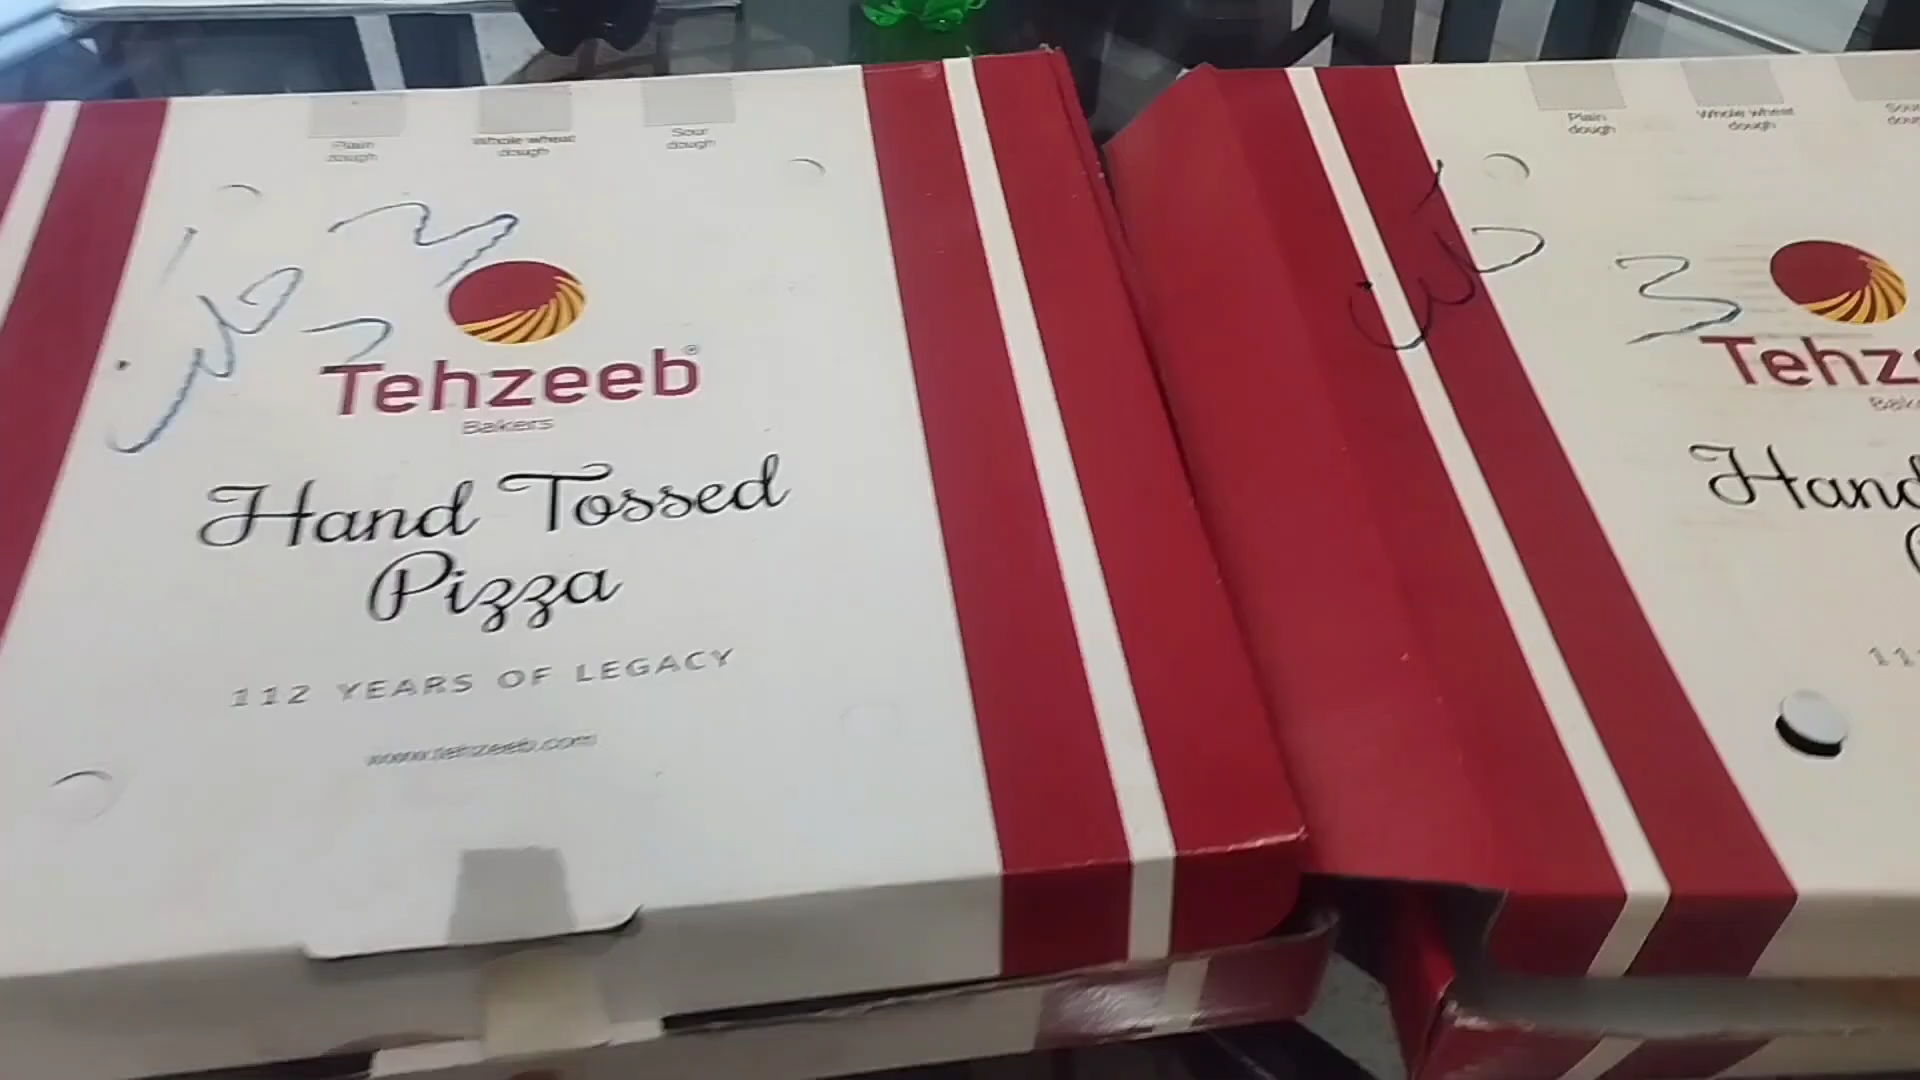 Plain
dough
Whole wheat
dough
Sour
dough
Tehzeeb®
Bakers
Hand Tossed
Pizza
112 YEARS OF LEGACY
www.tehzeeb.com
Plain
dough
Whole wheat
dough
Tehz
Hand